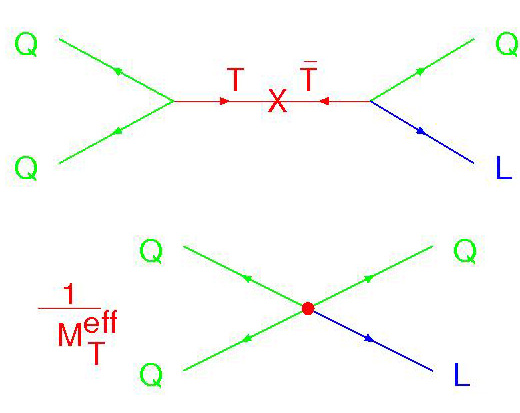 Q Q
T T̄
X
Q L
Q Q
1
M_T^eff
Q L